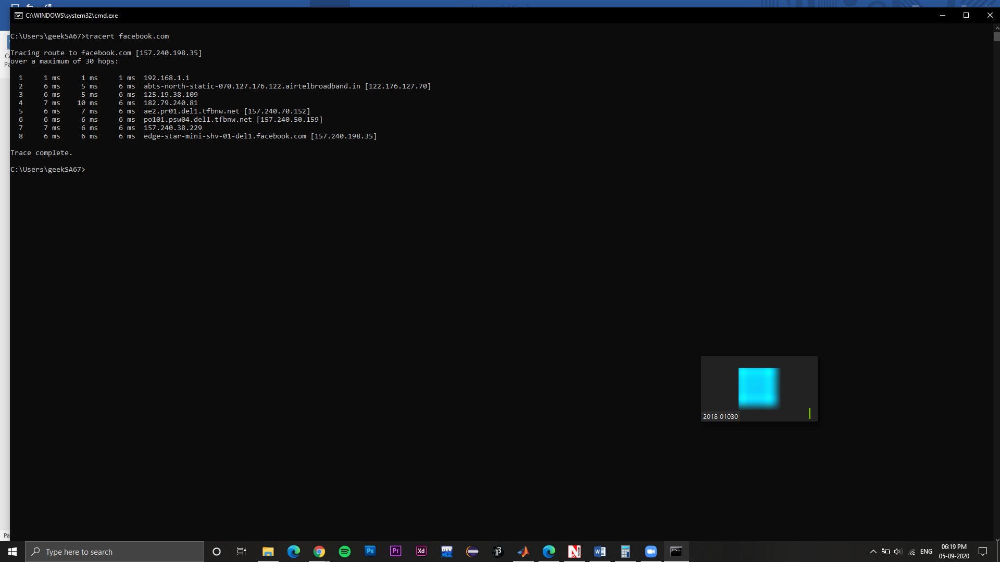 C:\WINDOWS\system32\cmd.exe
C:\Users\geekSA67>tracert facebook.com
Tracing route to facebook.com [157.240.198.35]
over a maximum of 30 hops:
1 1 ms 1 ms 1 ms 192.168.1.1
2 6 ms 5 ms 6 ms abts-north-static-070.127.176.122.airtelbroadband.in [122.176.127.70]
3 6 ms 5 ms 6 ms 125.19.38.109
4 7 ms 10 ms 6 ms 182.79.240.81
5 6 ms 7 ms 6 ms ae2.pr01.del1.tfbnw.net [157.240.70.152]
6 6 ms 6 ms 6 ms po101.psw04.del1.tfbnw.net [157.240.50.159]
7 7 ms 6 ms 6 ms 157.240.38.229
8 6 ms 6 ms 6 ms edge-star-mini-shv-01-del1.facebook.com [157.240.198.35]
Trace complete.
C:\Users\geekSA67>
2018 01030
Type here to search
Ps
Pr
Xd
DEV
W
ENG
06:19 PM
05-09-2020